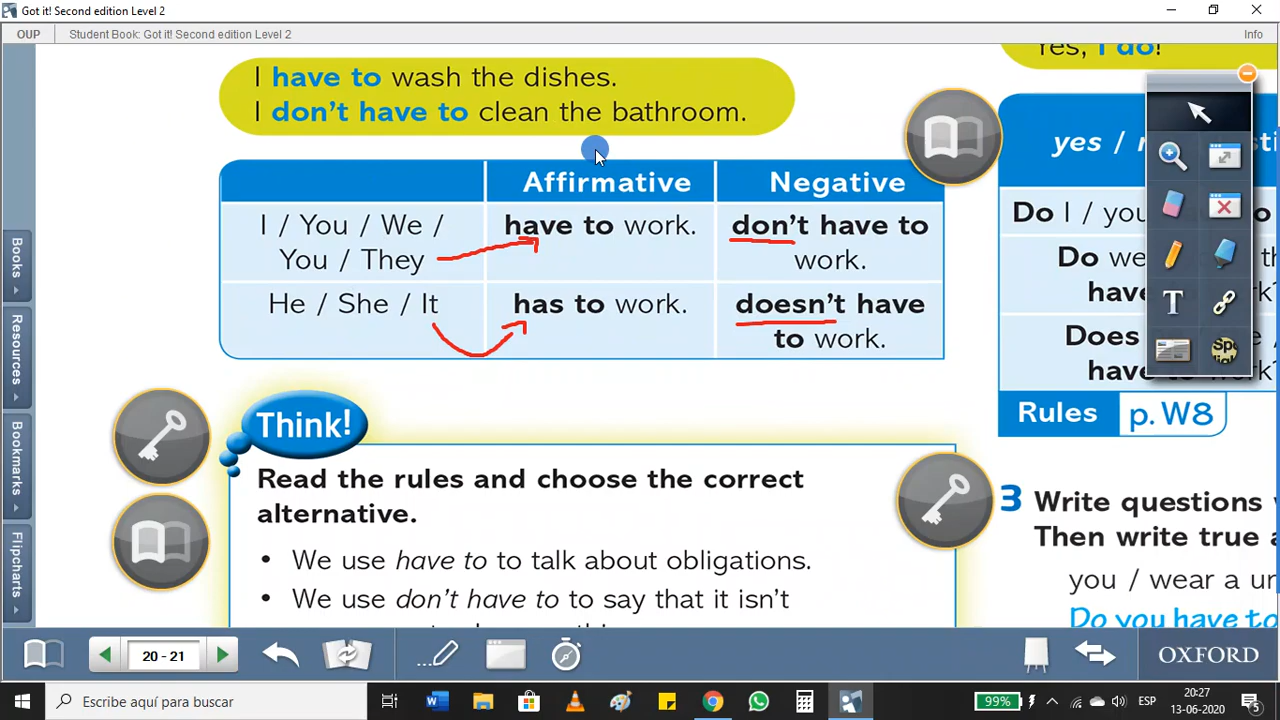 Got it! Second edition Level 2
OUP
Student Book: Got it! Second edition Level 2
Info
I have to wash the dishes.
I don't have to clean the bathroom.
Affirmative
Negative
I / You / We /
You / They
have to work.
don't have to
work.
He / She / It
has to work.
doesn't have
to work.
Think!
Read the rules and choose the correct
alternative.
• We use have to to talk about obligations.
• We use don't have to to say that it isn't
Yes, I do!
yes /
Do I / you
Do we
have
Does
have
Rules
p. W8
3 Write questions
Then write true a
you / wear a un
Do you have to
T
Books
Resources
Bookmarks
Flipcharts
20 - 21
OXFORD
Escribe aquí para buscar
99%
ESP
20:27
13-06-2020
5